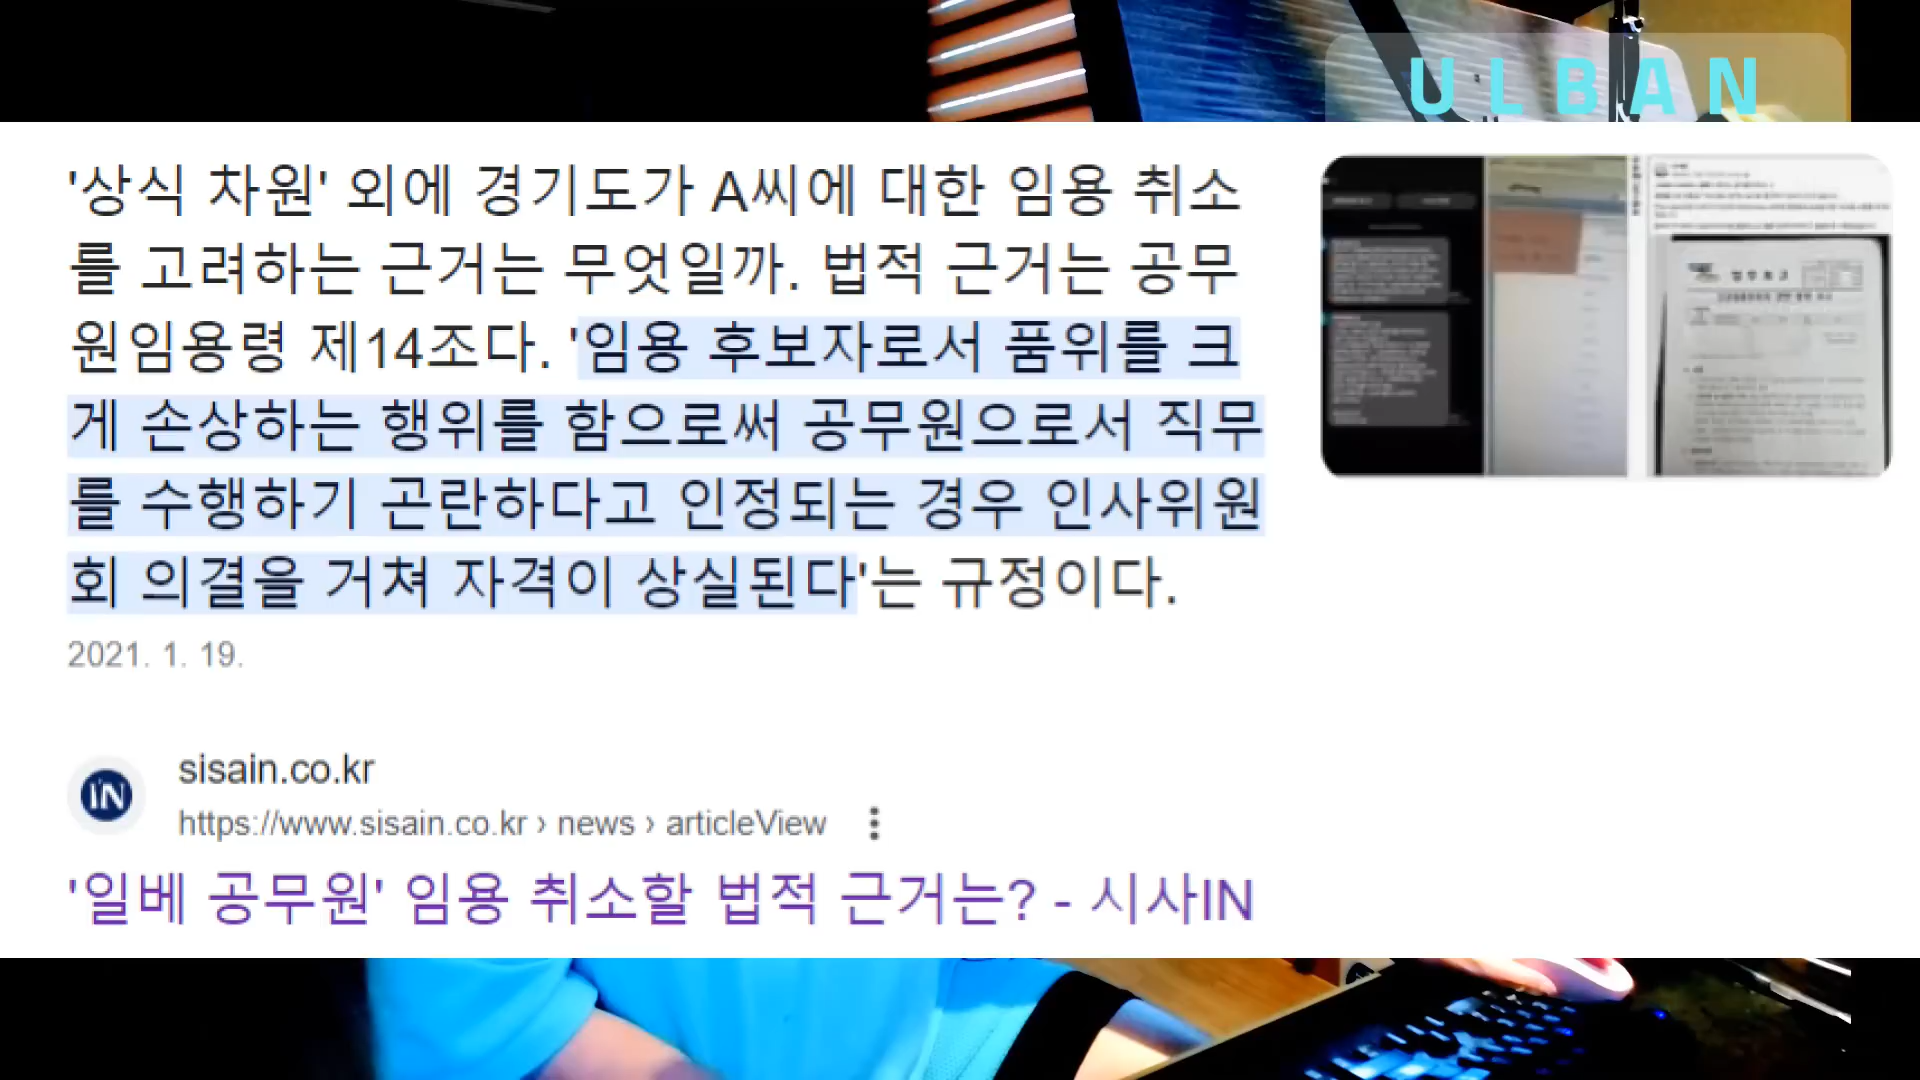 ULBAN
'상식 차원' 외에 경기도가 A씨에 대한 임용 취소
를 고려하는 근거는 무엇일까. 법적 근거는 공무
원임용령 제14조다. '임용 후보자로서 품위를 크
게 손상하는 행위를 함으로써 공무원으로서 직무
를 수행하기 곤란하다고 인정되는 경우 인사위원
회 의결을 거쳐 자격이 상실된다'는 규정이다.
2021. 1. 19.
IN
sisain.co.kr
https://www.sisain.co.kr › news › articleView
'일베 공무원' 임용 취소할 법적 근거는? - 시사IN